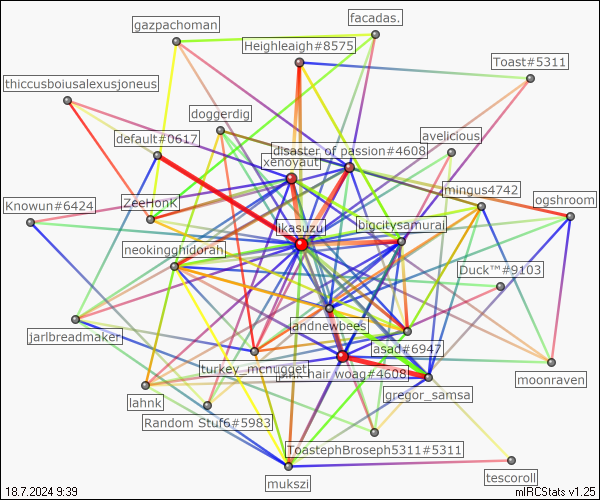 facadas.
gazpachoman
Heighleigh#8575
Toast#5311
thiccusboiusalexusjoneus
doggerdig
default#0617
avelicious
disaster of passion#4608
xenoyaut
mingus4742
ogshroom
Knowun#6424
ZeeHonK
ikasuzu
bigcitysamurai
neokingghidorah
Duck™#9103
andnewbees
jarlbreadmaker
asad#6947
turkey_mcnugget
pink hair woag#4608
moonraven
gregor_samsa
lahnk
Random Stuf6#5983
ToastephBroseph5311#5311
mukszi
tescoroll
18.7.2024 9:39
mIRCStats v1.25